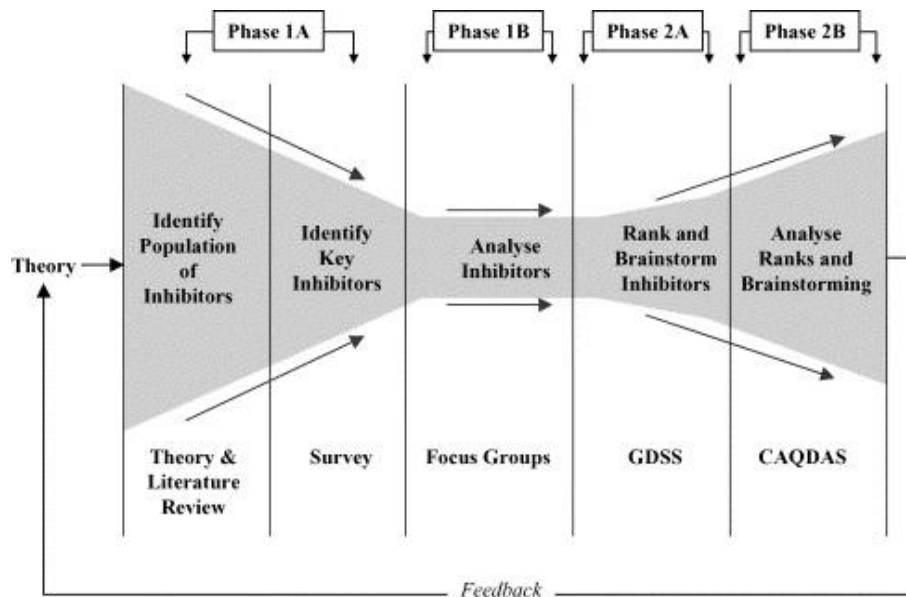 Phase 1A
Phase 1B
Phase 2A
Phase 2B
Theory
Identify
Population
of
Inhibitors
Identify
Key
Inhibitors
Analyse
Inhibitors
Rank and
Brainstorm
Inhibitors
Analyse
Ranks and
Brainstorming
Theory &
Literature
Review
Survey
Focus Groups
GDSS
CAQDAS
Feedback